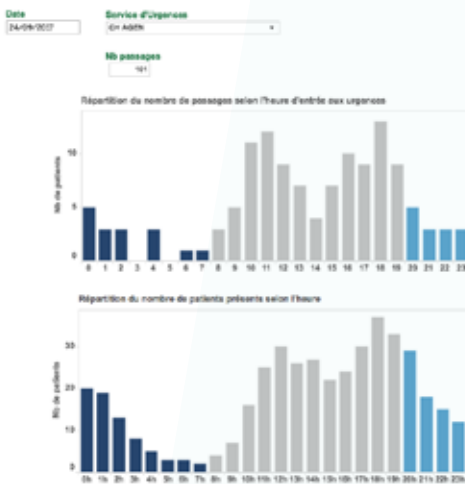 Date
Service d'Urgences
24/09/2017
CH AGEN
Nb passages
Répartition du nombre de passages selon l'heure d'entrée aux urgences
Nb de patients
10
5
0
0 1 2 3 4 5 6 7 8 9 10 11 12 13 14 15 16 17 18 19 20 21 22 23
Répartition du nombre de patients présents selon l'heure
Nb de patients
30
20
10
0
0h 1h 2h 3h 4h 5h 6h 7h 8h 9h 10h 11h 12h 13h 14h 15h 16h 17h 18h 19h 20h 21h 22h 23h